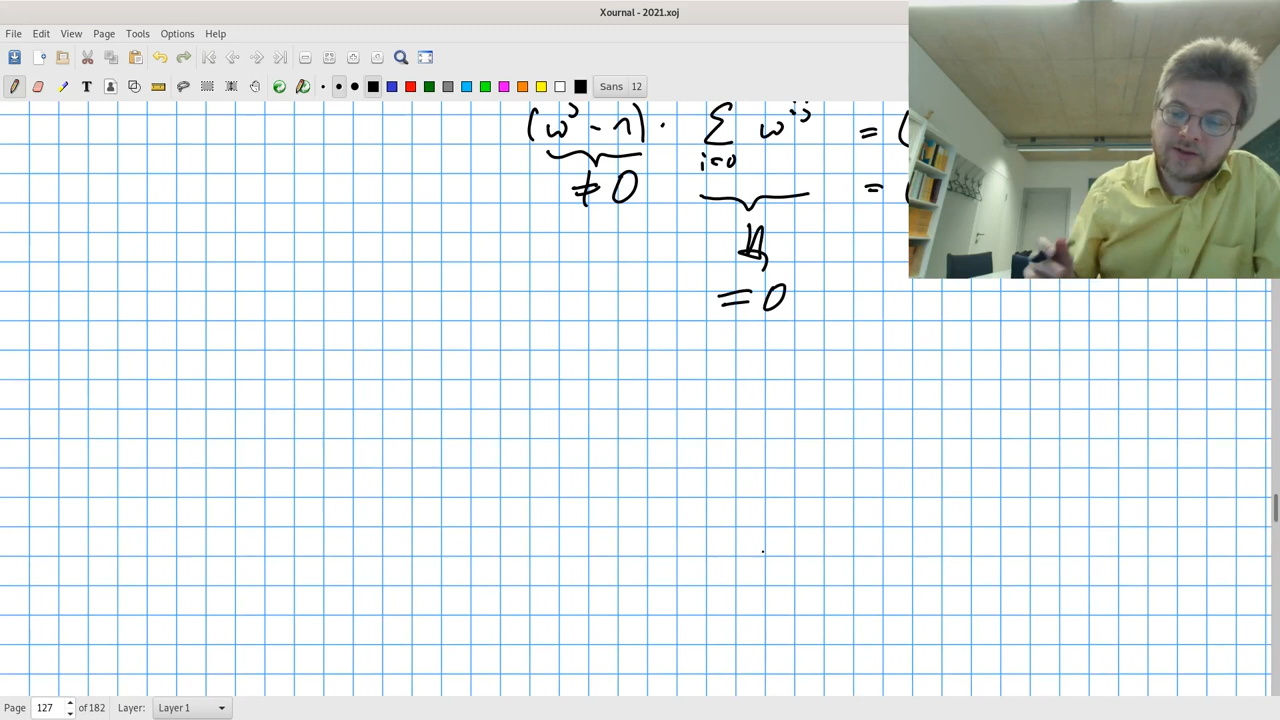 Xournal - 2021.xoj
File Edit View Page Tools Options Help
T Sans 12
(ω^j - 1) · Σ ω^{ij} = (
i=0
≠ 0 =
⇓
= 0
Page 127 of 182 Layer: Layer 1